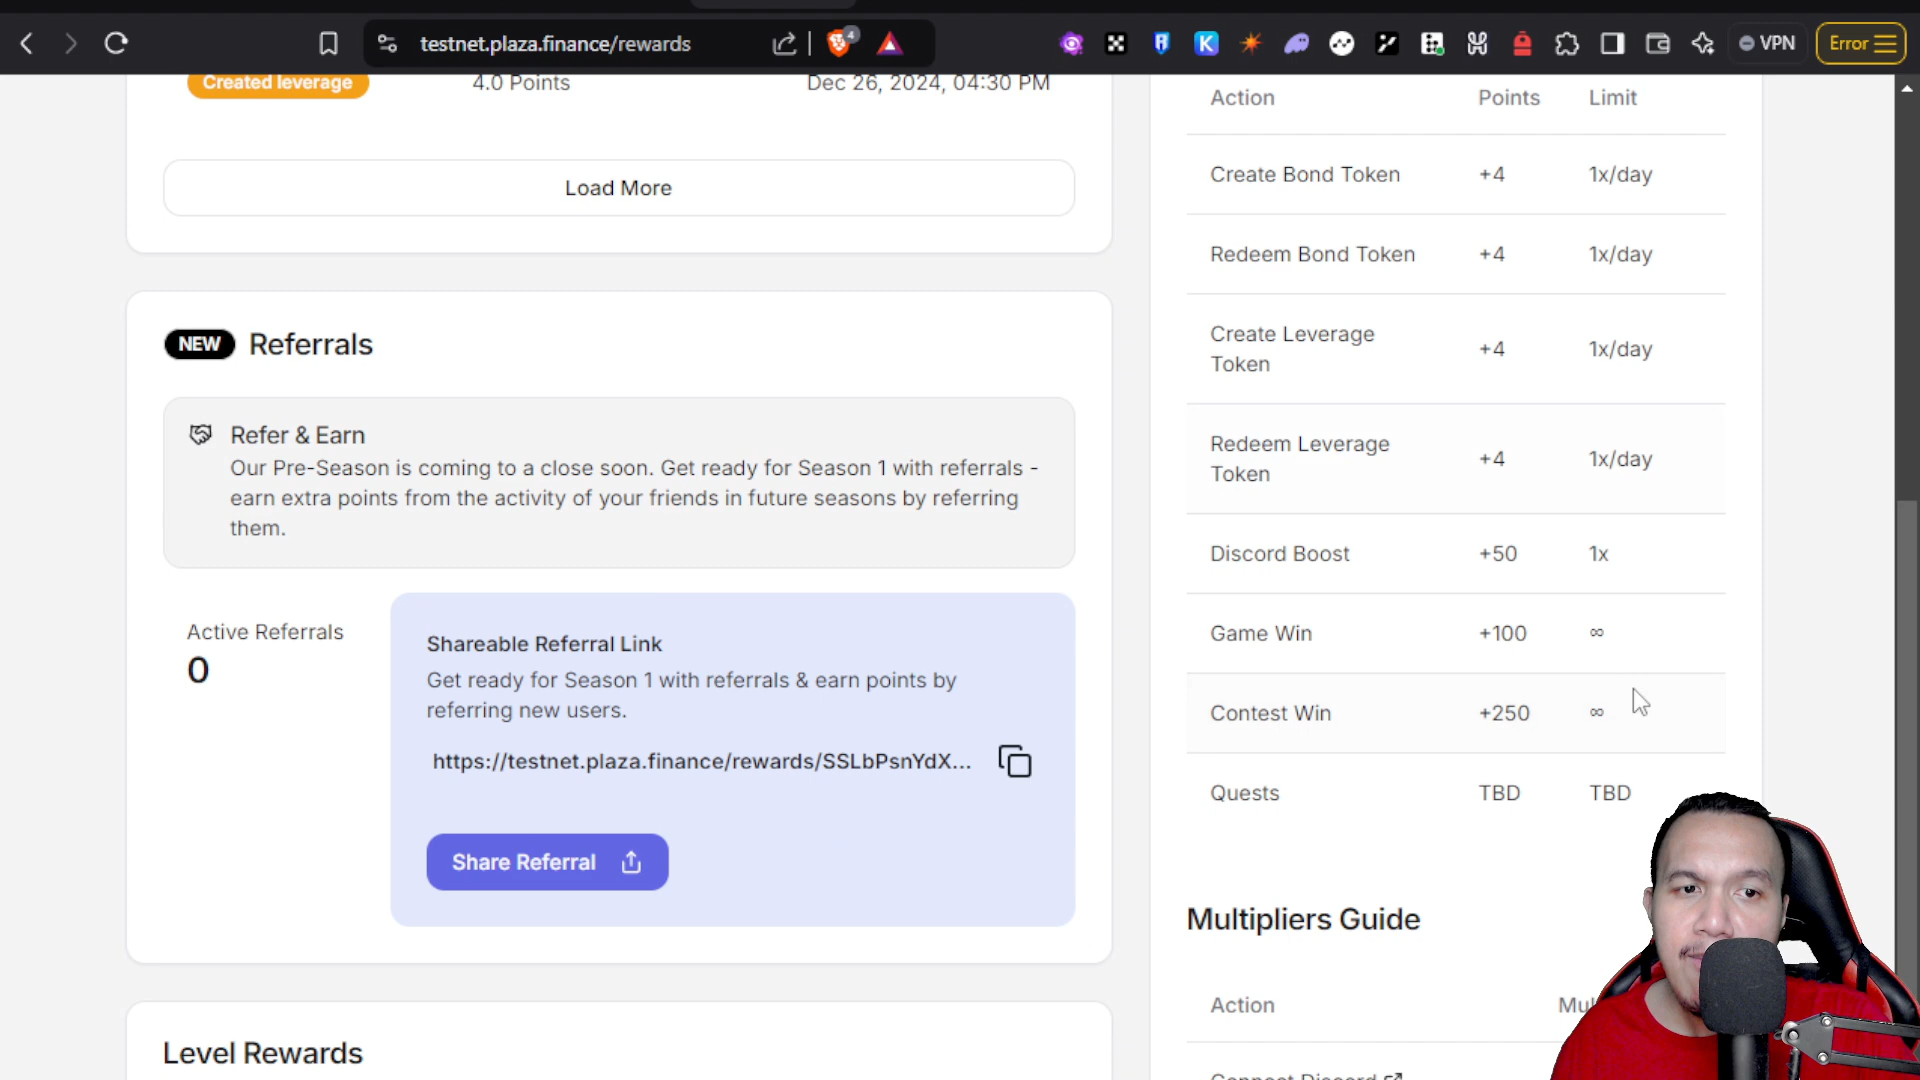 testnet.plaza.finance/rewards
4
VPN
Error
Created leverage
4.0 Points
Dec 26, 2024, 04:30 PM
Load More
NEW Referrals
Refer & Earn
Our Pre-Season is coming to a close soon. Get ready for Season 1 with referrals -
earn extra points from the activity of your friends in future seasons by referring
them.
Active Referrals
0
Shareable Referral Link
Get ready for Season 1 with referrals & earn points by
referring new users.
https://testnet.plaza.finance/rewards/SSLbPsnYdX...
Share Referral
Level Rewards
Action Points Limit
Create Bond Token +4 1x/day
Redeem Bond Token +4 1x/day
Create Leverage
Token +4 1x/day
Redeem Leverage
Token +4 1x/day
Discord Boost +50 1x
Game Win +100 ∞
Contest Win +250 ∞
Quests TBD TBD
Multipliers Guide
Action
Connect Discord